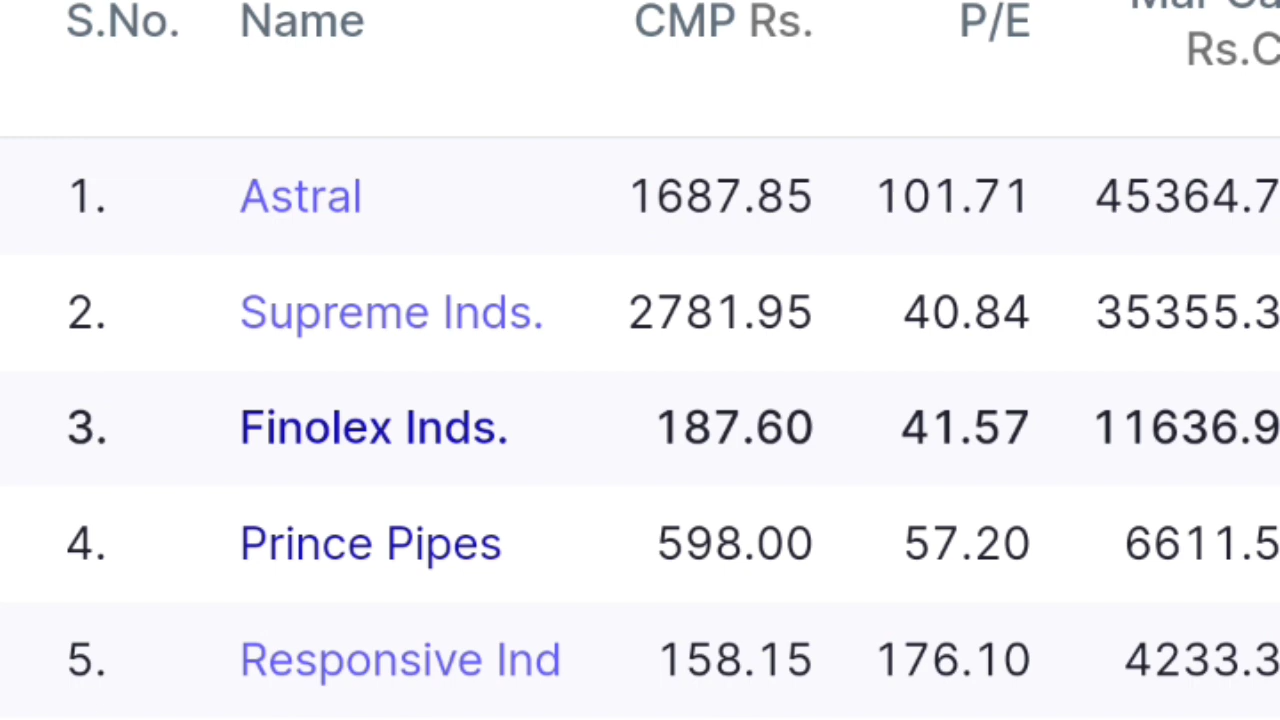 S.No. Name CMP Rs. P/E Mar Ca
Rs.C
1. Astral 1687.85 101.71 45364.7
2. Supreme Inds. 2781.95 40.84 35355.3
3. Finolex Inds. 187.60 41.57 11636.9
4. Prince Pipes 598.00 57.20 6611.5
5. Responsive Ind 158.15 176.10 4233.3